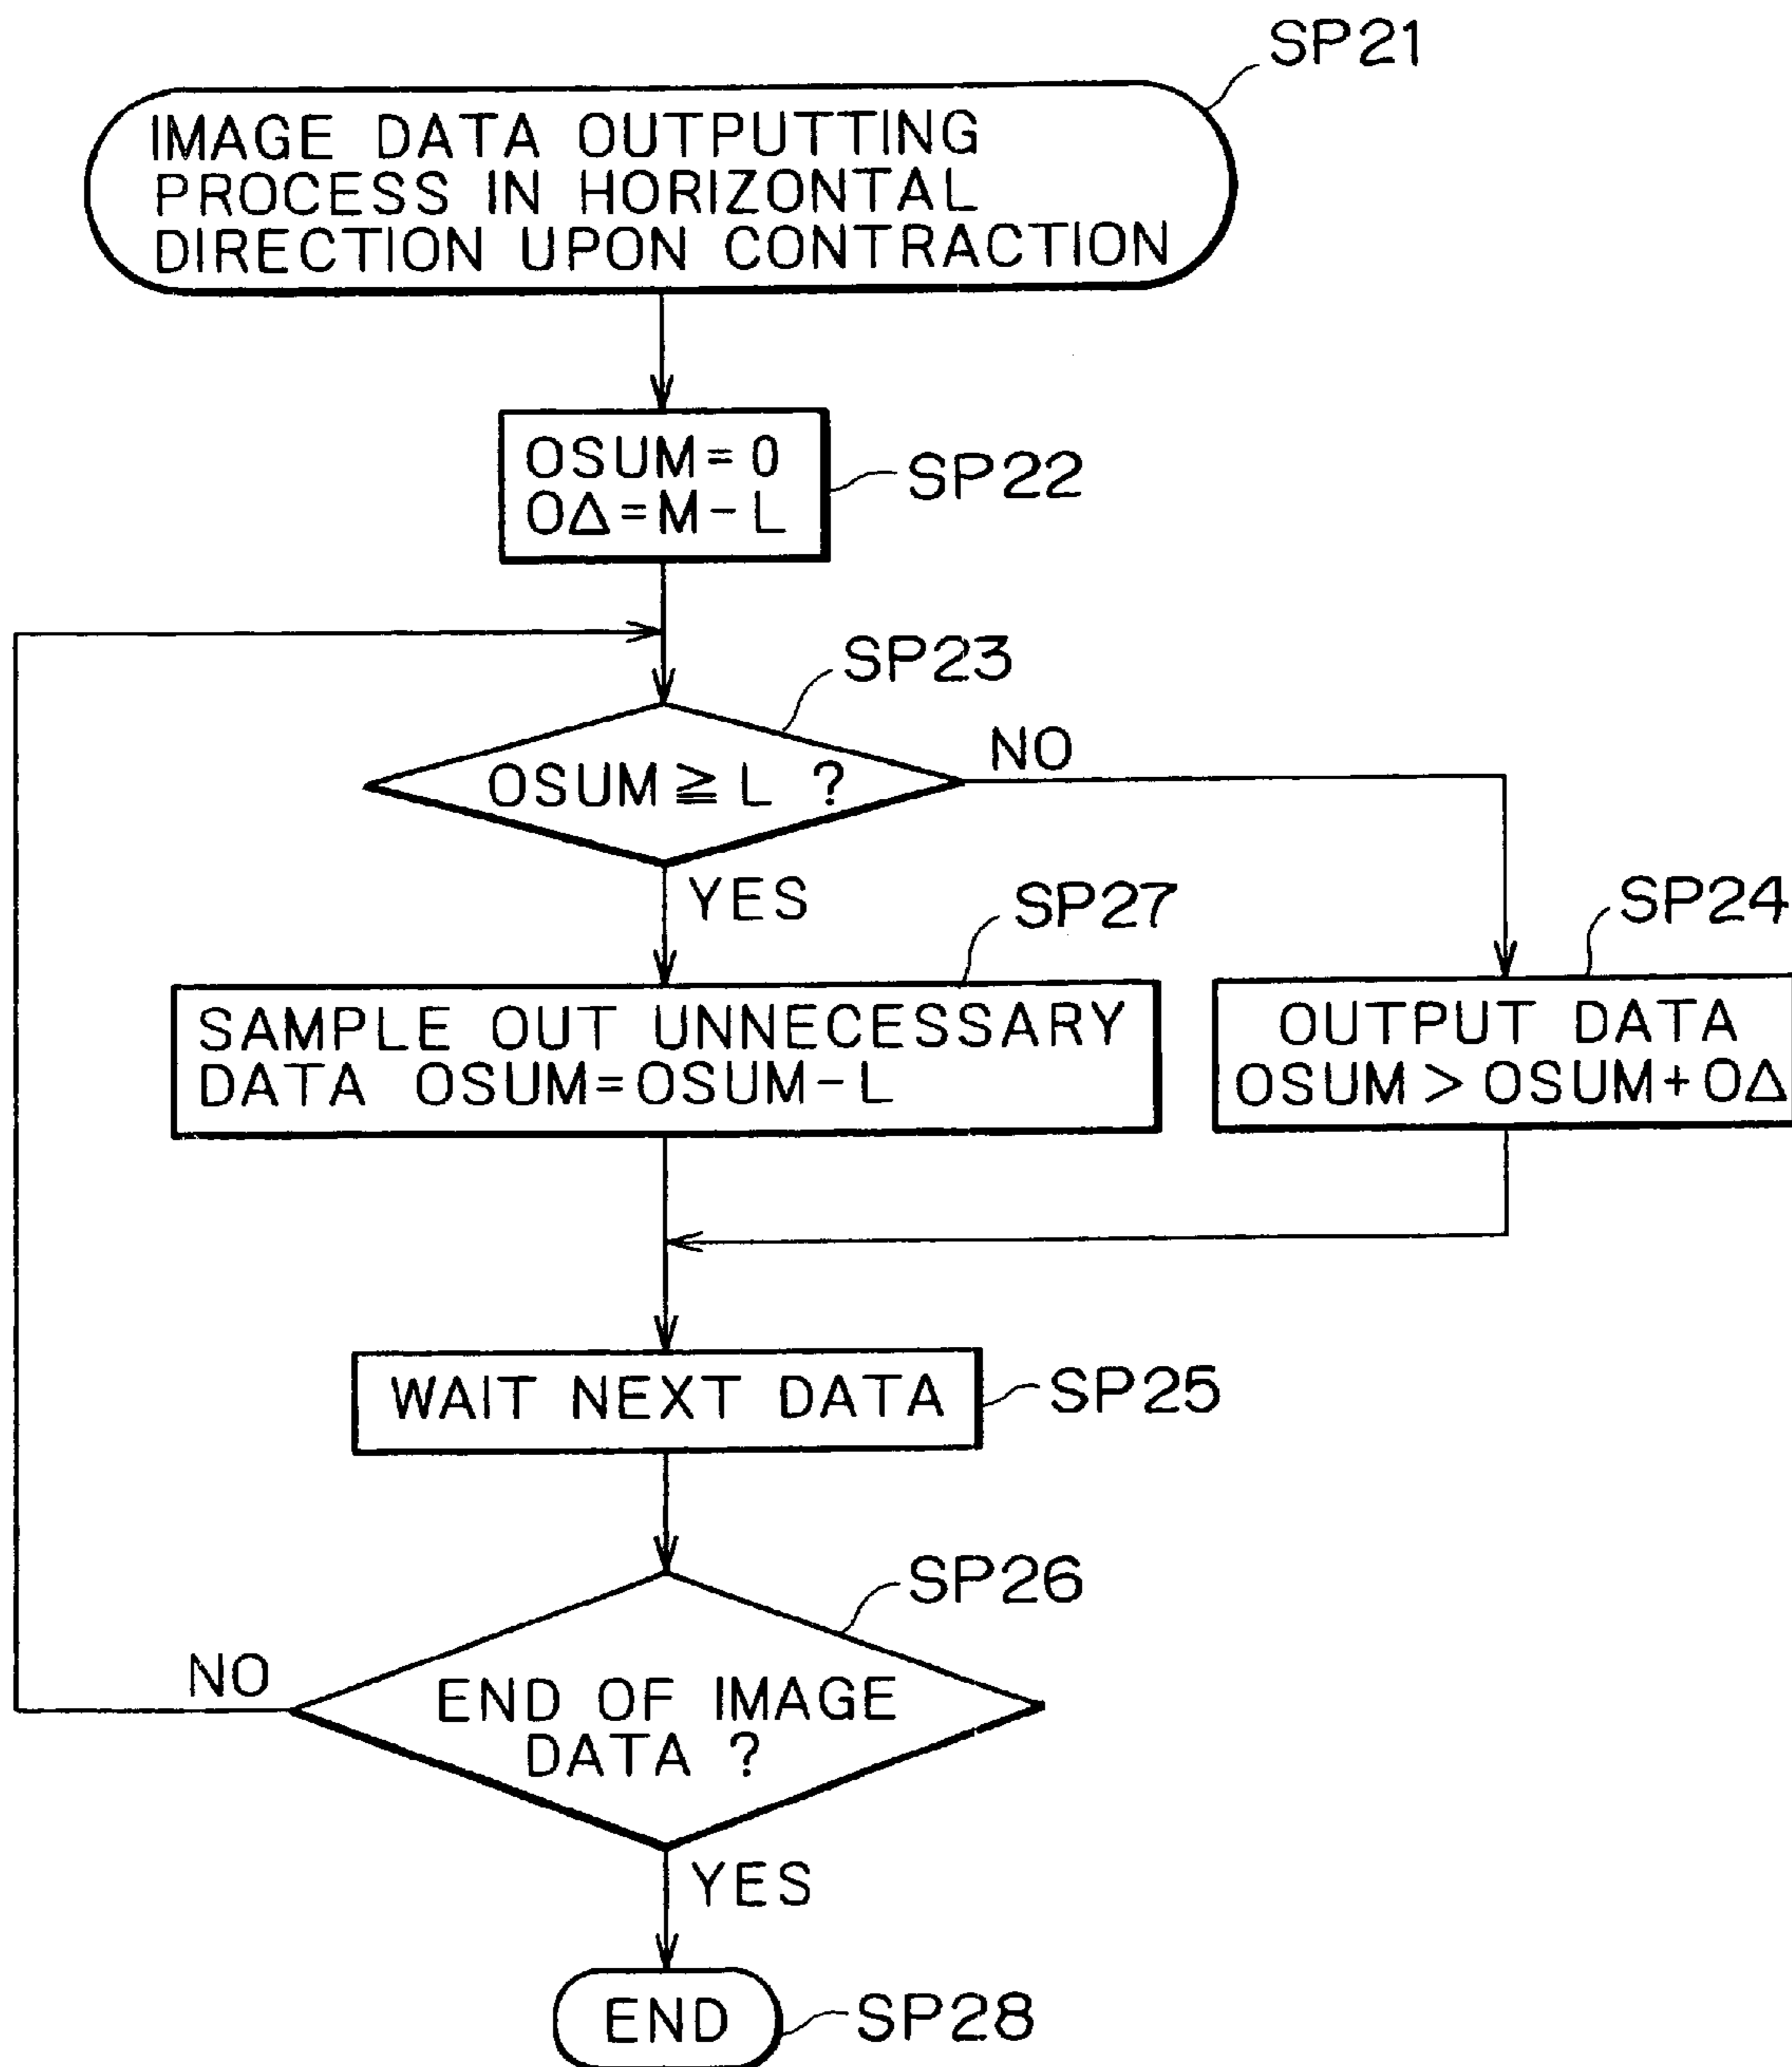 SP21
IMAGE DATA OUTPUTTING
PROCESS IN HORIZONTAL
DIRECTION UPON CONTRACTION
OSUM=0
OΔ=M-L
SP22
SP23
OSUM≧L ?
NO
YES
SP27
SP24
SAMPLE OUT UNNECESSARY
DATA OSUM=OSUM-L
OUTPUT DATA
OSUM>OSUM+OΔ
WAIT NEXT DATA
SP25
SP26
NO
END OF IMAGE
DATA ?
YES
END
SP28